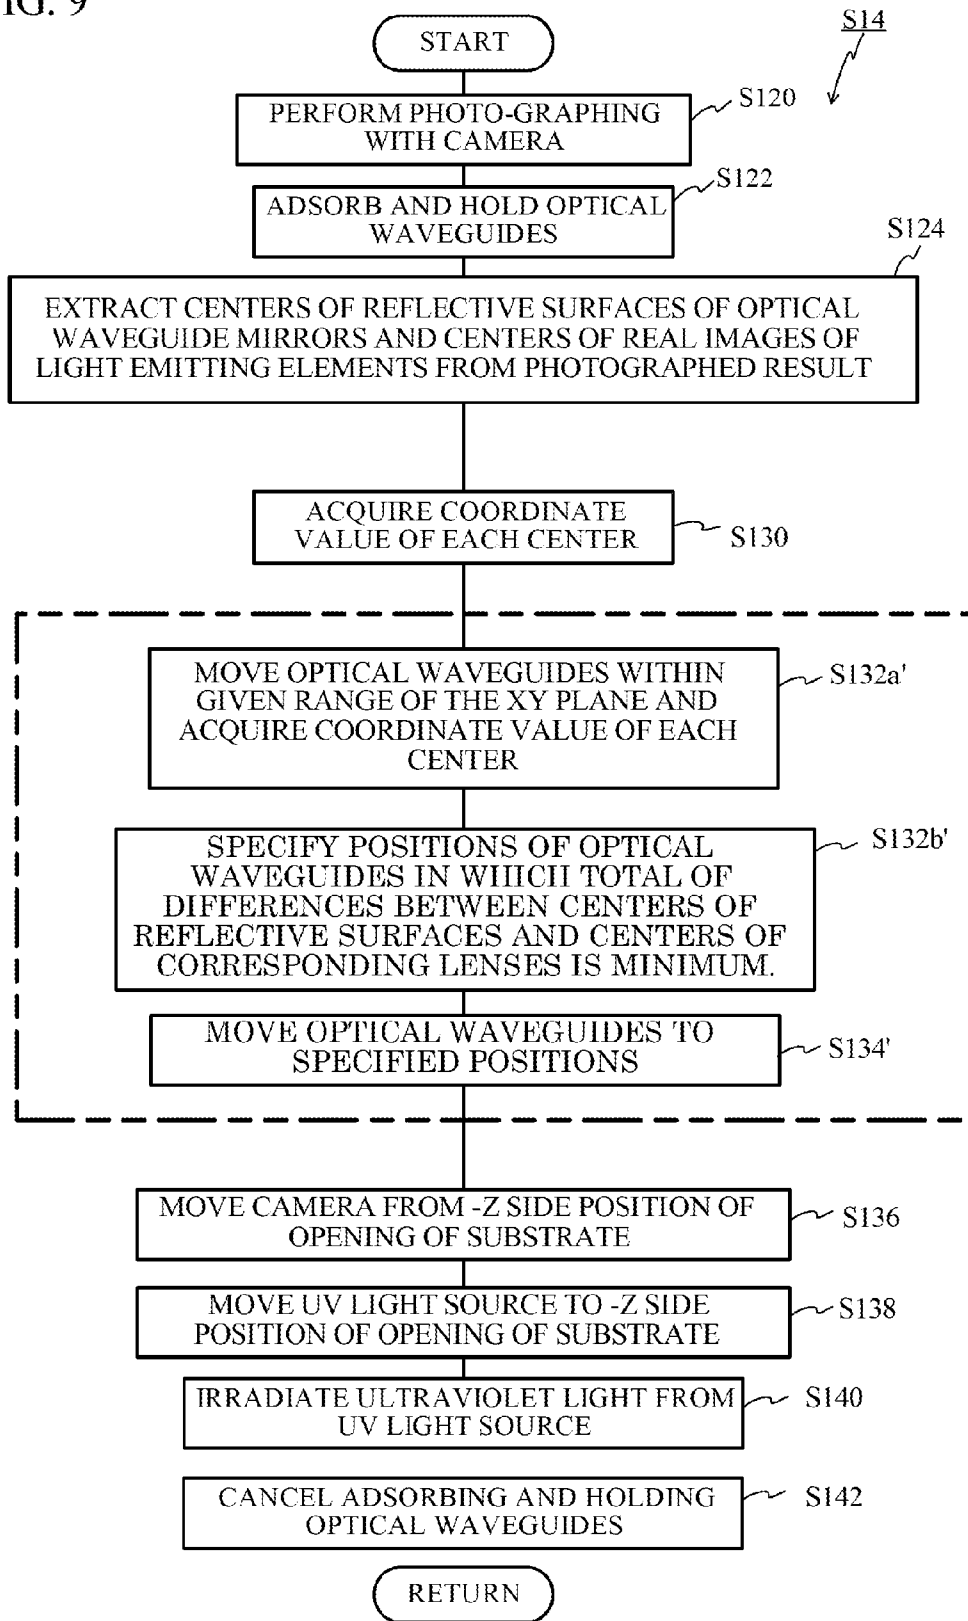 IG. 9
S14
START
PERFORM PHOTO-GRAPHING
WITH CAMERA
S120
ADSORB AND HOLD OPTICAL
WAVEGUIDES
S122
EXTRACT CENTERS OF REFLECTIVE SURFACES OF OPTICAL
WAVEGUIDE MIRRORS AND CENTERS OF REAL IMAGES OF
LIGHT EMITTING ELEMENTS FROM PHOTOGRAPHED RESULT
S124
ACQUIRE COORDINATE
VALUE OF EACH CENTER
S130
MOVE OPTICAL WAVEGUIDES WITHIN
GIVEN RANGE OF THE XY PLANE AND
ACQUIRE COORDINATE VALUE OF EACH
CENTER
S132a'
SPECIFY POSITIONS OF OPTICAL
WAVEGUIDES IN WHICH TOTAL OF
DIFFERENCES BETWEEN CENTERS OF
REFLECTIVE SURFACES AND CENTERS OF
CORRESPONDING LENSES IS MINIMUM.
S132b'
MOVE OPTICAL WAVEGUIDES TO
SPECIFIED POSITIONS
S134'
MOVE CAMERA FROM -Z SIDE POSITION OF
OPENING OF SUBSTRATE
S136
MOVE UV LIGHT SOURCE TO -Z SIDE
POSITION OF OPENING OF SUBSTRATE
S138
IRRADIATE ULTRAVIOLET LIGHT FROM
UV LIGHT SOURCE
S140
CANCEL ADSORBING AND HOLDING
OPTICAL WAVEGUIDES
S142
RETURN